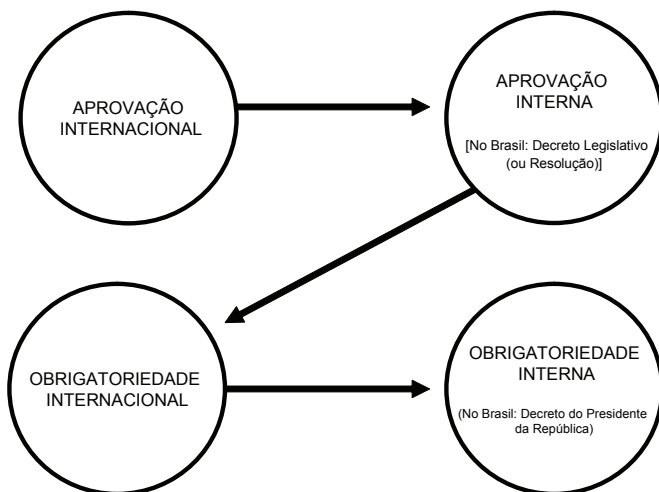 APROVAÇÃO
INTERNACIONAL
APROVAÇÃO
INTERNA
[No Brasil: Decreto Legislativo
(ou Resolução)]
OBRIGATORIEDADE
INTERNACIONAL
OBRIGATORIEDADE
INTERNA
(No Brasil: Decreto do Presidente
da República)